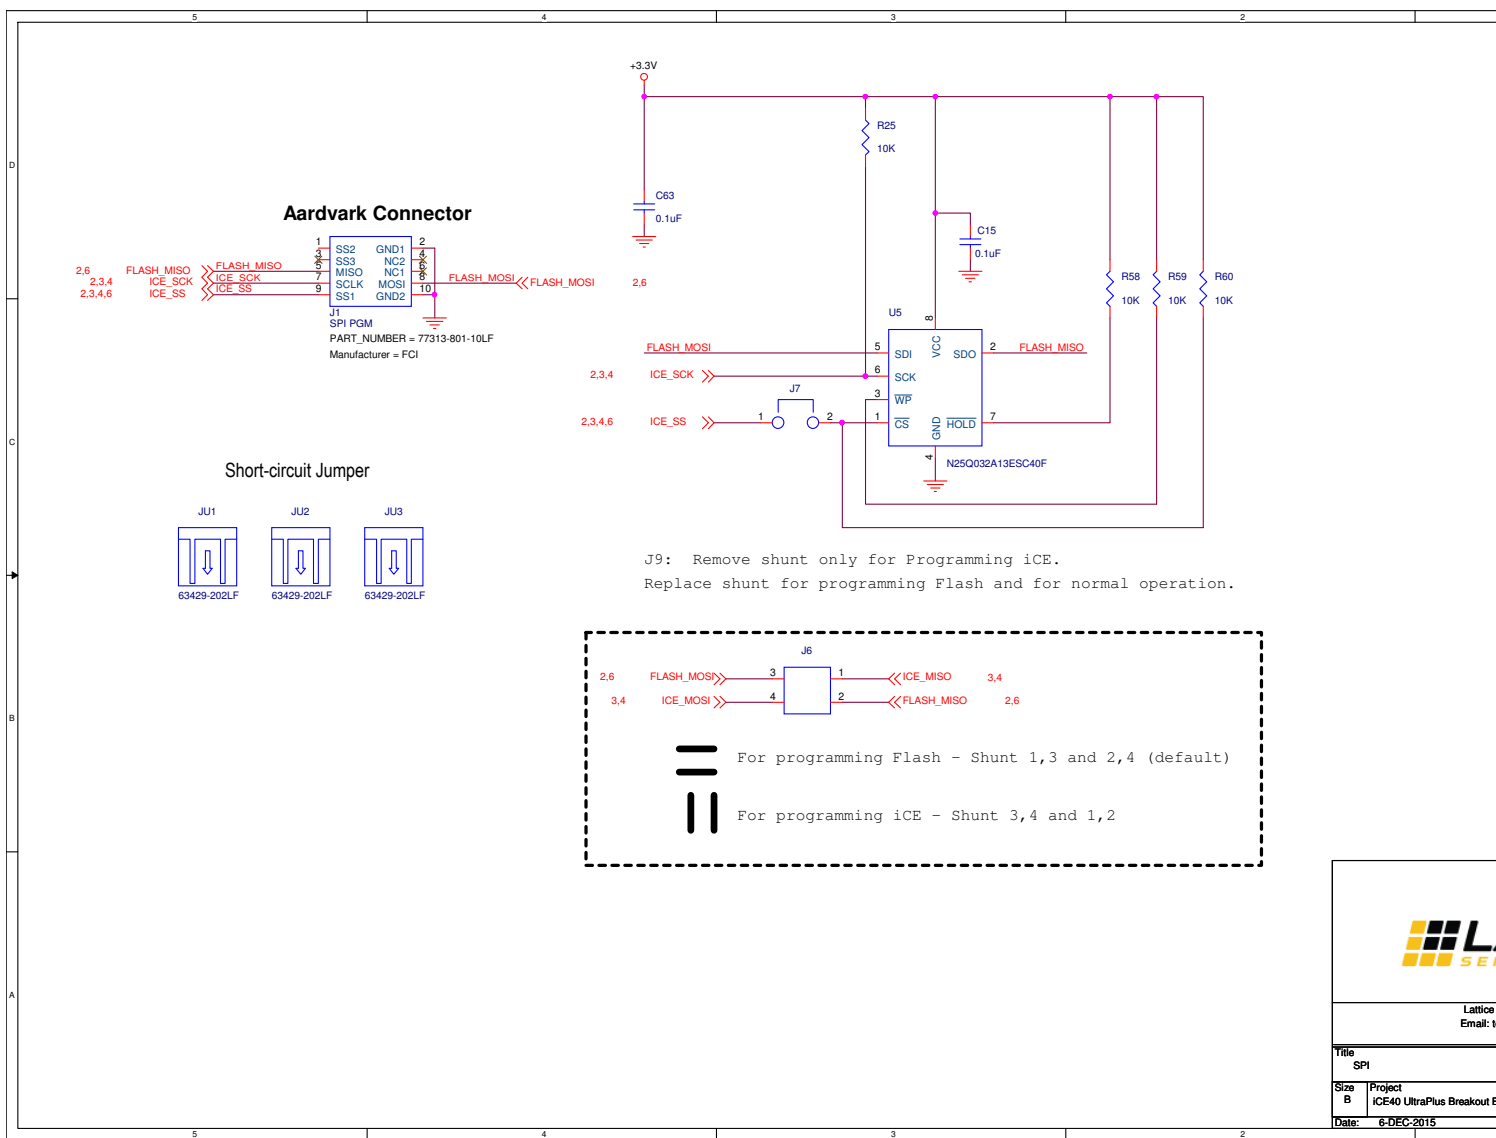 5 4 3 2
+3.3V
R25
10K
D
C63
0.1uF
Aardvark Connector
C15
0.1uF
1 SS2 GND1 2
3 SS3 NC2 4
2,6 FLASH_MISO FLASH_MISO 5 MISO NC1 6
2,3,4 ICE_SCK ICE_SCK 7 SCLK MOSI 8 FLASH_MOSI FLASH_MOSI 2,6
2,3,4,6 ICE_SS ICE_SS 9 SS1 GND2 10
R58 R59 R60
10K 10K 10K
J1
SPI PGM
PART_NUMBER = 77313-801-10LF
Manufacturer = FCI
U5
8
VCC
FLASH_MOSI 5 SDI SDO 2 FLASH_MISO
2,3,4 ICE_SCK 6 SCK
J7
3 WP
2,3,4,6 ICE_SS 1 2 1 CS HOLD 7
GND
4
N25Q032A13ESC40F
C
Short-circuit Jumper
JU1 JU2 JU3
63429-202LF 63429-202LF 63429-202LF
J9: Remove shunt only for Programming iCE.
Replace shunt for programming Flash and for normal operation.
J6
2,6 FLASH_MOSI 3 1 ICE_MISO 3,4
3,4 ICE_MOSI 4 2 FLASH_MISO 2,6
B
For programming Flash - Shunt 1,3 and 2,4 (default)
For programming iCE - Shunt 3,4 and 1,2
A
Lattice
Email:
Title
SPI
Size Project
B iCE40 UltraPlus Breakout
Date: 6-DEC-2015
5 4 3 2